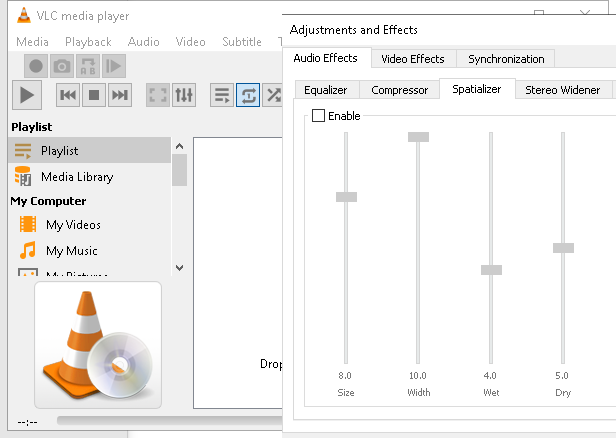 VLC media player
Media Playback Audio Video Subtitle
Playlist
Playlist
Media Library
My Computer
My Videos
My Music
My Pictures
Drop
--:--
Adjustments and Effects
Audio Effects Video Effects Synchronization
Equalizer Compressor Spatializer Stereo Widener
Enable
8.0 10.0 4.0 5.0
Size Width Wet Dry